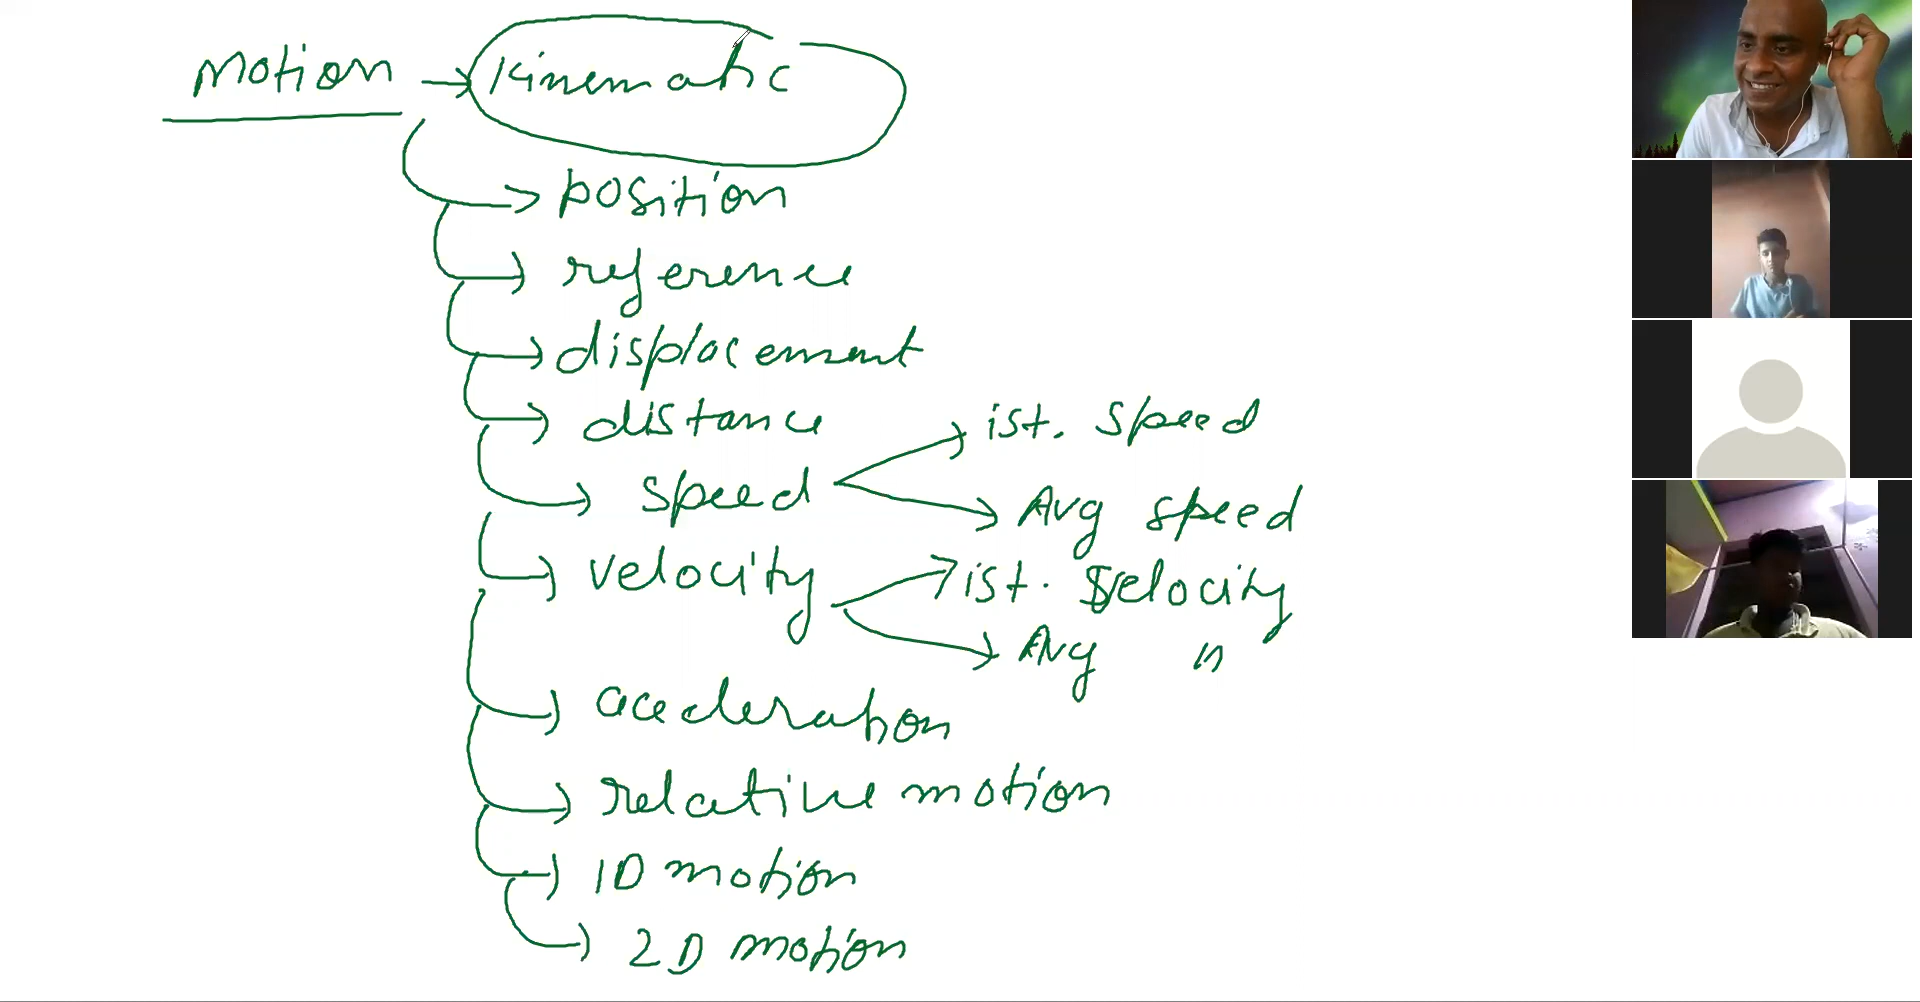 Motion → Kinematic
position
reference
displacement
distance
speed
ist. speed
Avg speed
velocity
ist. velocity
Avg "
acceleration
relative motion
1D motion
2D motion